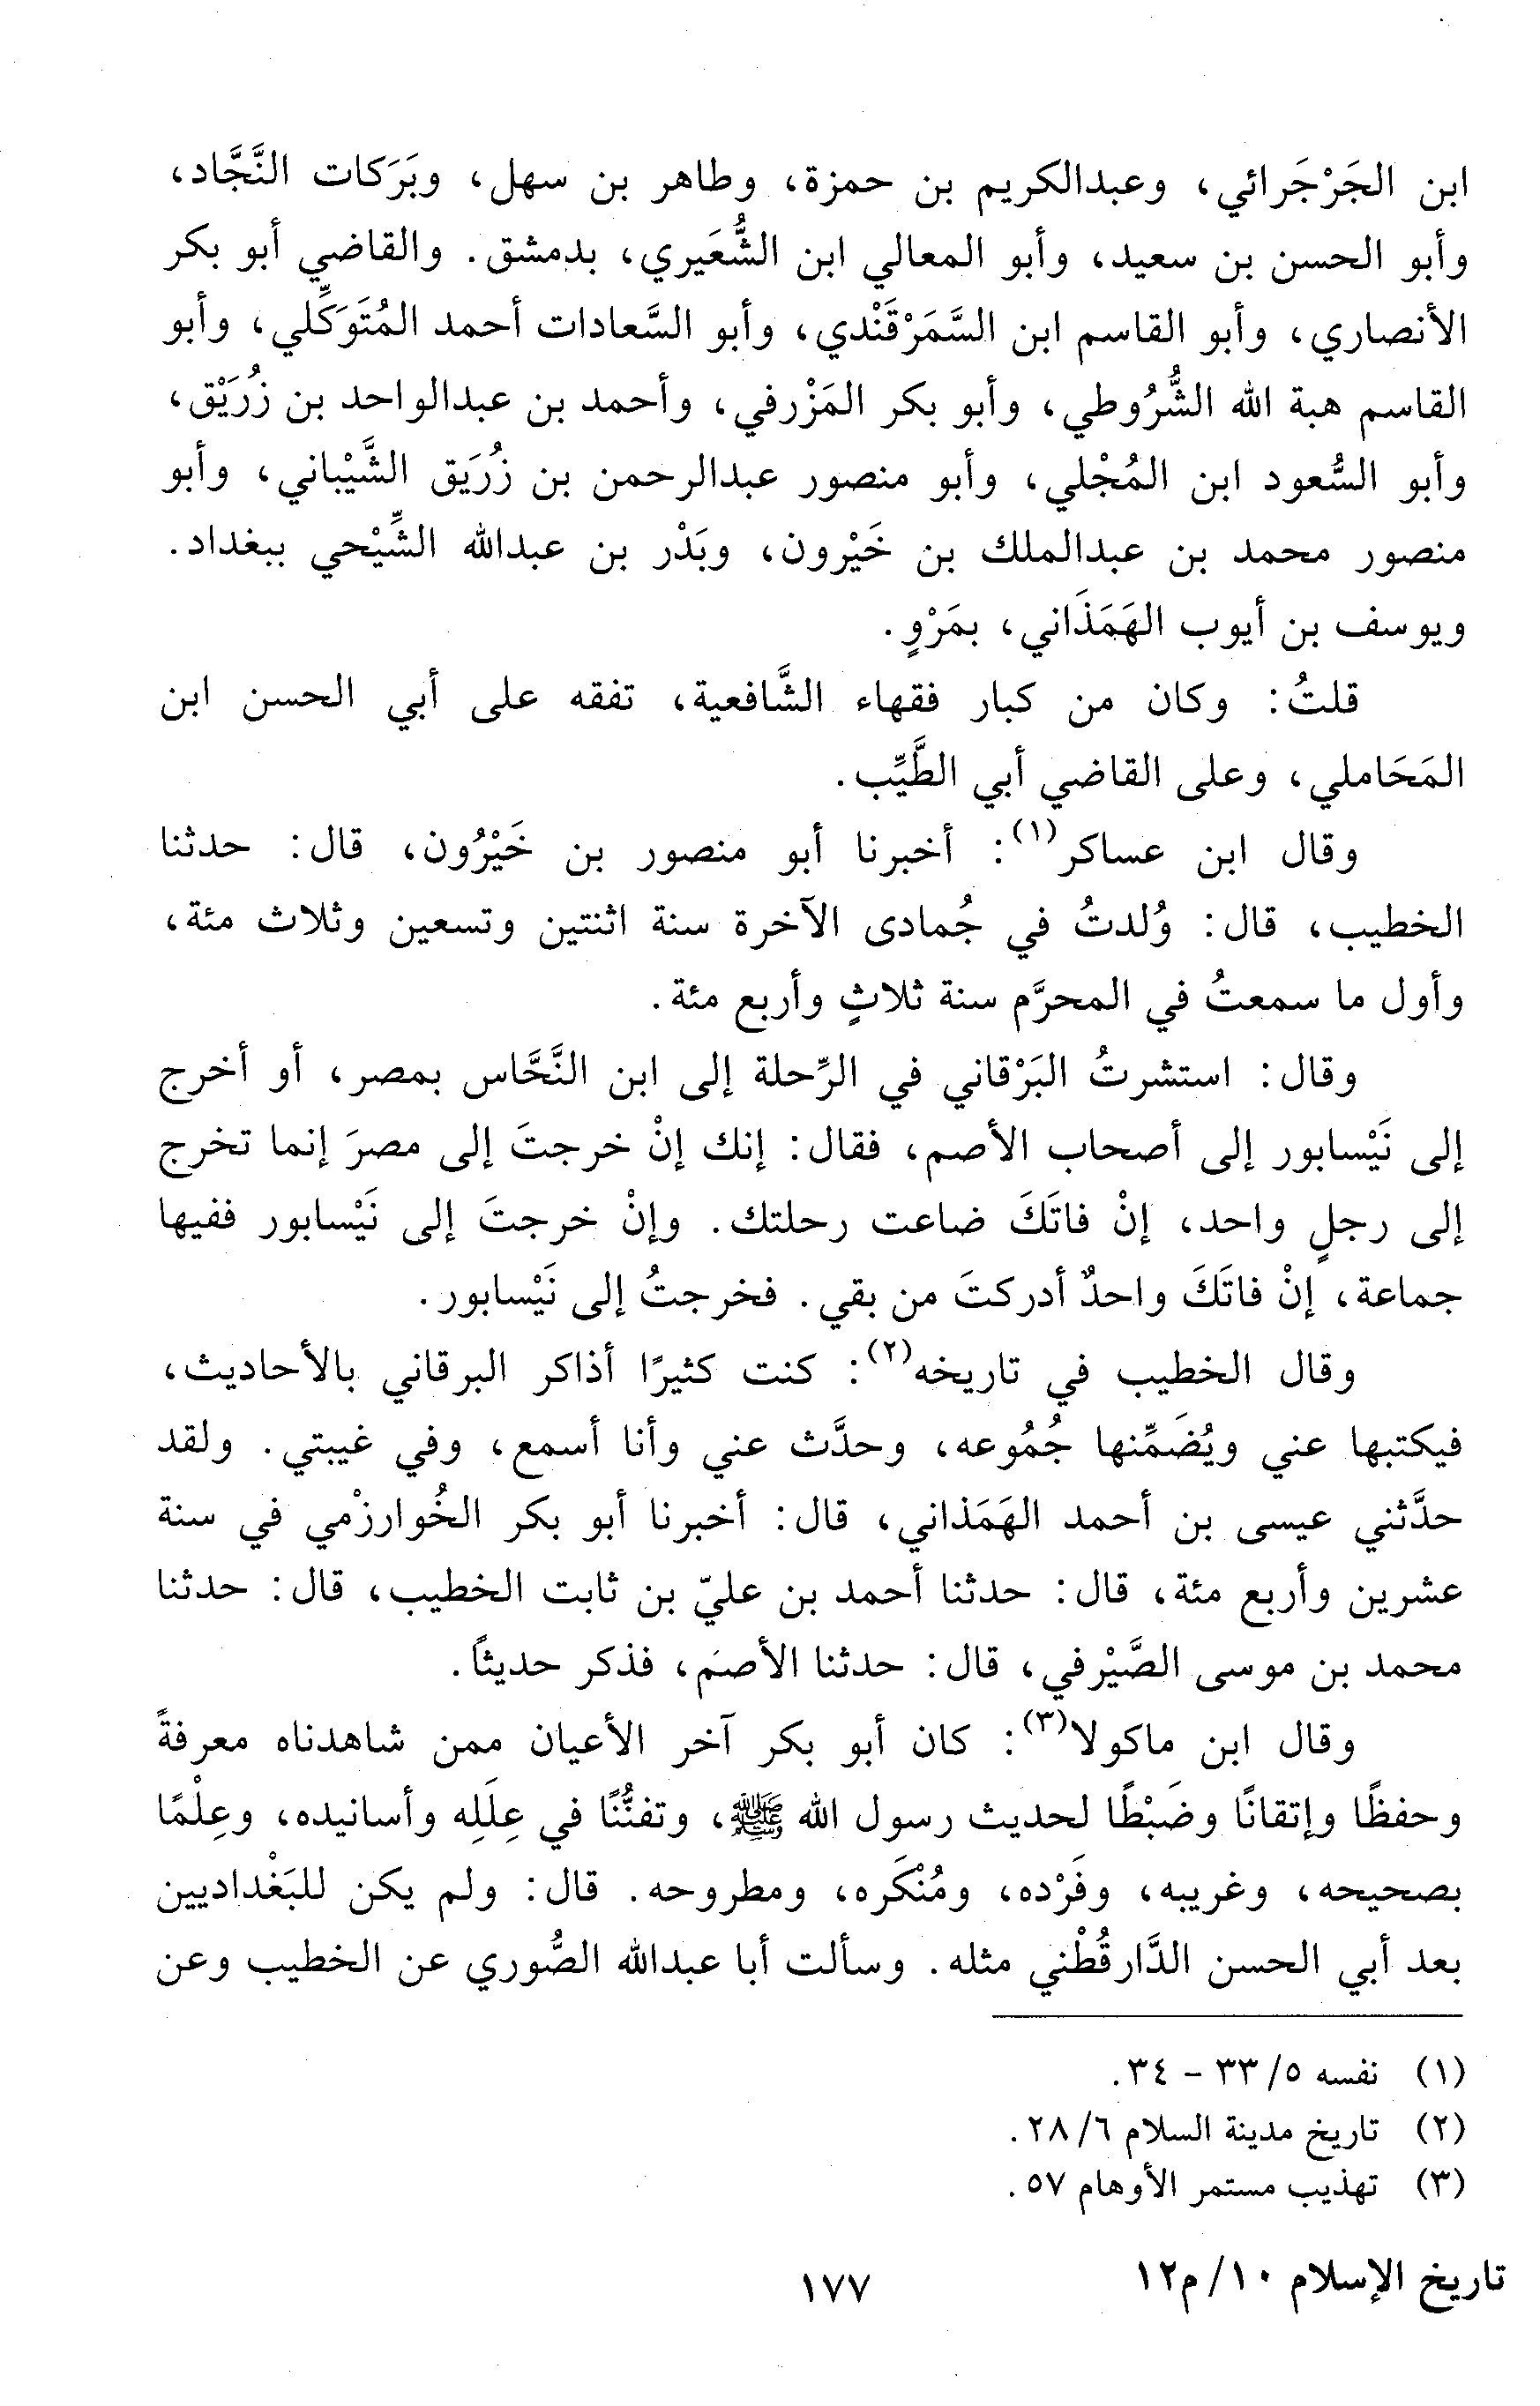 ابن الجَرْجَرائي، وعبدالكريم بن حمزة، وطاهر بن سهل، وبَرَكات النَّجَّاد،
وأبو الحسن بن سعيد، وأبو المعالي ابن الشُّعَيري، بدمشق. والقاضي أبو بكر
الأنصاري، وأبو القاسم ابن السَّمَرْقَنْدي، وأبو السَّعادات أحمد المُتَوَكِّلي، وأبو
القاسم هبة الله الشُّرُوطي، وأبو بكر المَزْرفي، وأحمد بن عبدالواحد بن زُرَيْق،
وأبو السُّعود ابن المُجْلي، وأبو منصور عبدالرحمن بن زُرَيق الشَّيْباني، وأبو
منصور محمد بن عبدالملك بن خَيْرون، وبَدْر بن عبدالله الشِّيْحي ببغداد.
ويوسف بن أيوب الهَمَذَاني، بمَرْوٍ.
قلتُ: وكان من كبار فقهاء الشَّافعية، تفقه على أبي الحسن ابن
المَحَاملي، وعلى القاضي أبي الطَّيِّب.
وقال ابن عساكر(١): أخبرنا أبو منصور بن خَيْرُون، قال: حدثنا
الخطيب، قال: وُلدتُ في جُمادى الآخرة سنة اثنتين وتسعين وثلاث مئة،
وأول ما سمعتُ في المحرَّم سنة ثلاثٍ وأربع مئة.
وقال: استشرتُ البَرْقاني في الرِّحلة إلى ابن النَّحَّاس بمصر، أو أخرج
إلى نَيْسابور إلى أصحاب الأصم، فقال: إنك إنْ خرجتَ إلى مصرَ إنما تخرج
إلى رجلٍ واحد، إنْ فاتَكَ ضاعت رحلتك. وإنْ خرجتَ إلى نَيْسابور ففيها
جماعة، إنْ فاتَكَ واحدٌ أدركتَ من بقي. فخرجتُ إلى نَيْسابور.
وقال الخطيب في تاريخه(٢): كنت كثيرًا أذاكر البرقاني بالأحاديث،
فيكتبها عني ويُضَمِّنها جُمُوعه، وحدَّث عني وأنا أسمع، وفي غيبتي. ولقد
حدَّثني عيسى بن أحمد الهَمَذاني، قال: أخبرنا أبو بكر الخُوارزْمي في سنة
عشرين وأربع مئة، قال: حدثنا أحمد بن عليّ بن ثابت الخطيب، قال: حدثنا
محمد بن موسى الصَّيْرفي، قال: حدثنا الأصم، فذكر حديثاً.
وقال ابن ماكولا(٣): كان أبو بكر آخر الأعيان ممن شاهدناه معرفةً
وحفظًا وإتقانًا وضَبْطًا لحديث رسول الله ﷺ، وتفنُّنًا في عِلَلِه وأسانيده، وعِلْمًا
بصحيحه، وغريبه، وفَرْده، ومُنْكَره، ومطروحه. قال: ولم يكن للبَغْداديين
بعد أبي الحسن الدَّارقُطْني مثله. وسألت أبا عبدالله الصُّوري عن الخطيب وعن
(١) نفسه ٥/ ٣٣ - ٣٤.
(٢) تاريخ مدينة السلام ٦/ ٢٨.
(٣) تهذيب مستمر الأوهام ٥٧.
تاريخ الإسلام ١٠/ م١٢
١٧٧